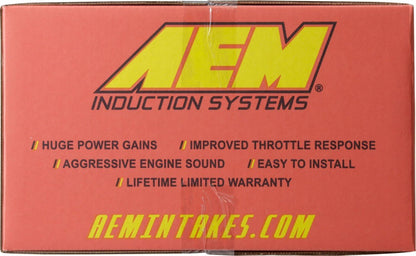 AEM®
INDUCTION SYSTEMS
// HUGE POWER GAINS // IMPROVED THROTTLE RESPONSE
// AGGRESSIVE ENGINE SOUND // EASY TO INSTALL
// LIFETIME LIMITED WARRANTY
AEMINTAKES.COM